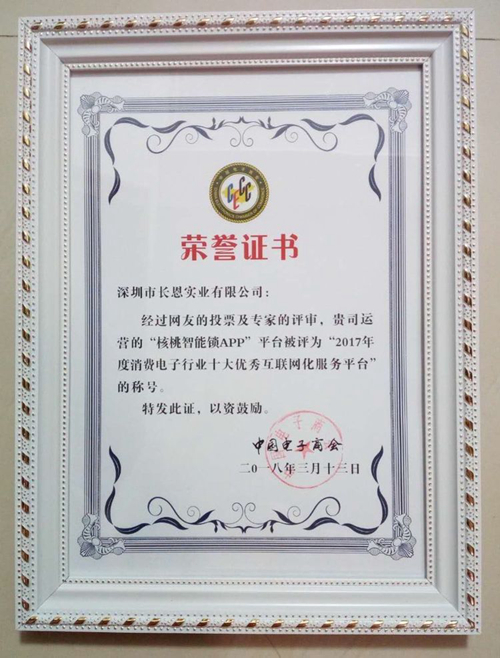 CECC
荣誉证书
深圳市长恩实业有限公司：
经过网友的投票及专家的评审，贵司运
营的“核桃智能锁APP”平台被评为“2017年
度消费电子行业十大优秀互联网化服务平台”
的称号。
特发此证，以资鼓励。
中国电子商会
二〇一八年三月十三日